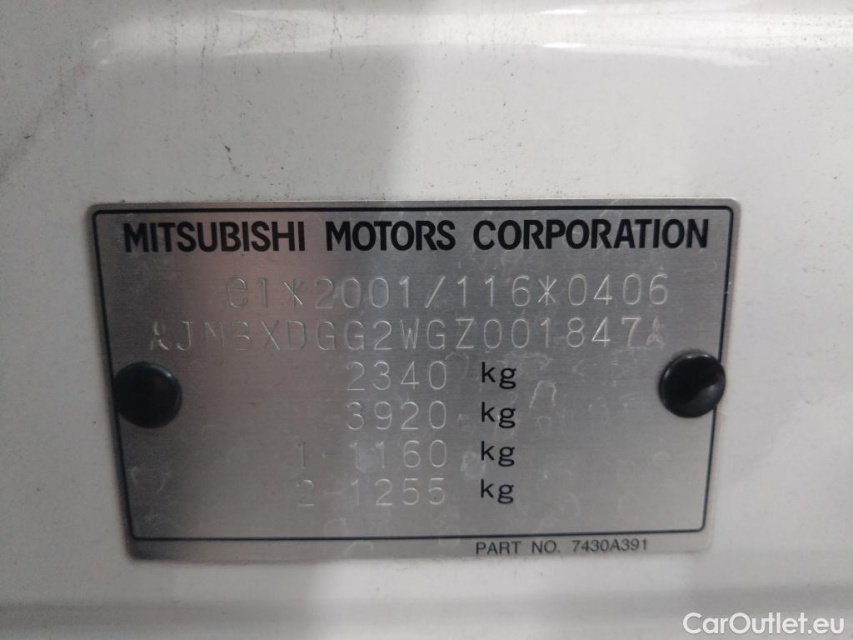 MITSUBISHI MOTORS CORPORATION
e1*2001/116*0406
JMBXDGG2WGZ001847
2340 kg
3920 kg
1-1160 kg
2-1255 kg
PART NO. 7430A391
CarOutlet.eu